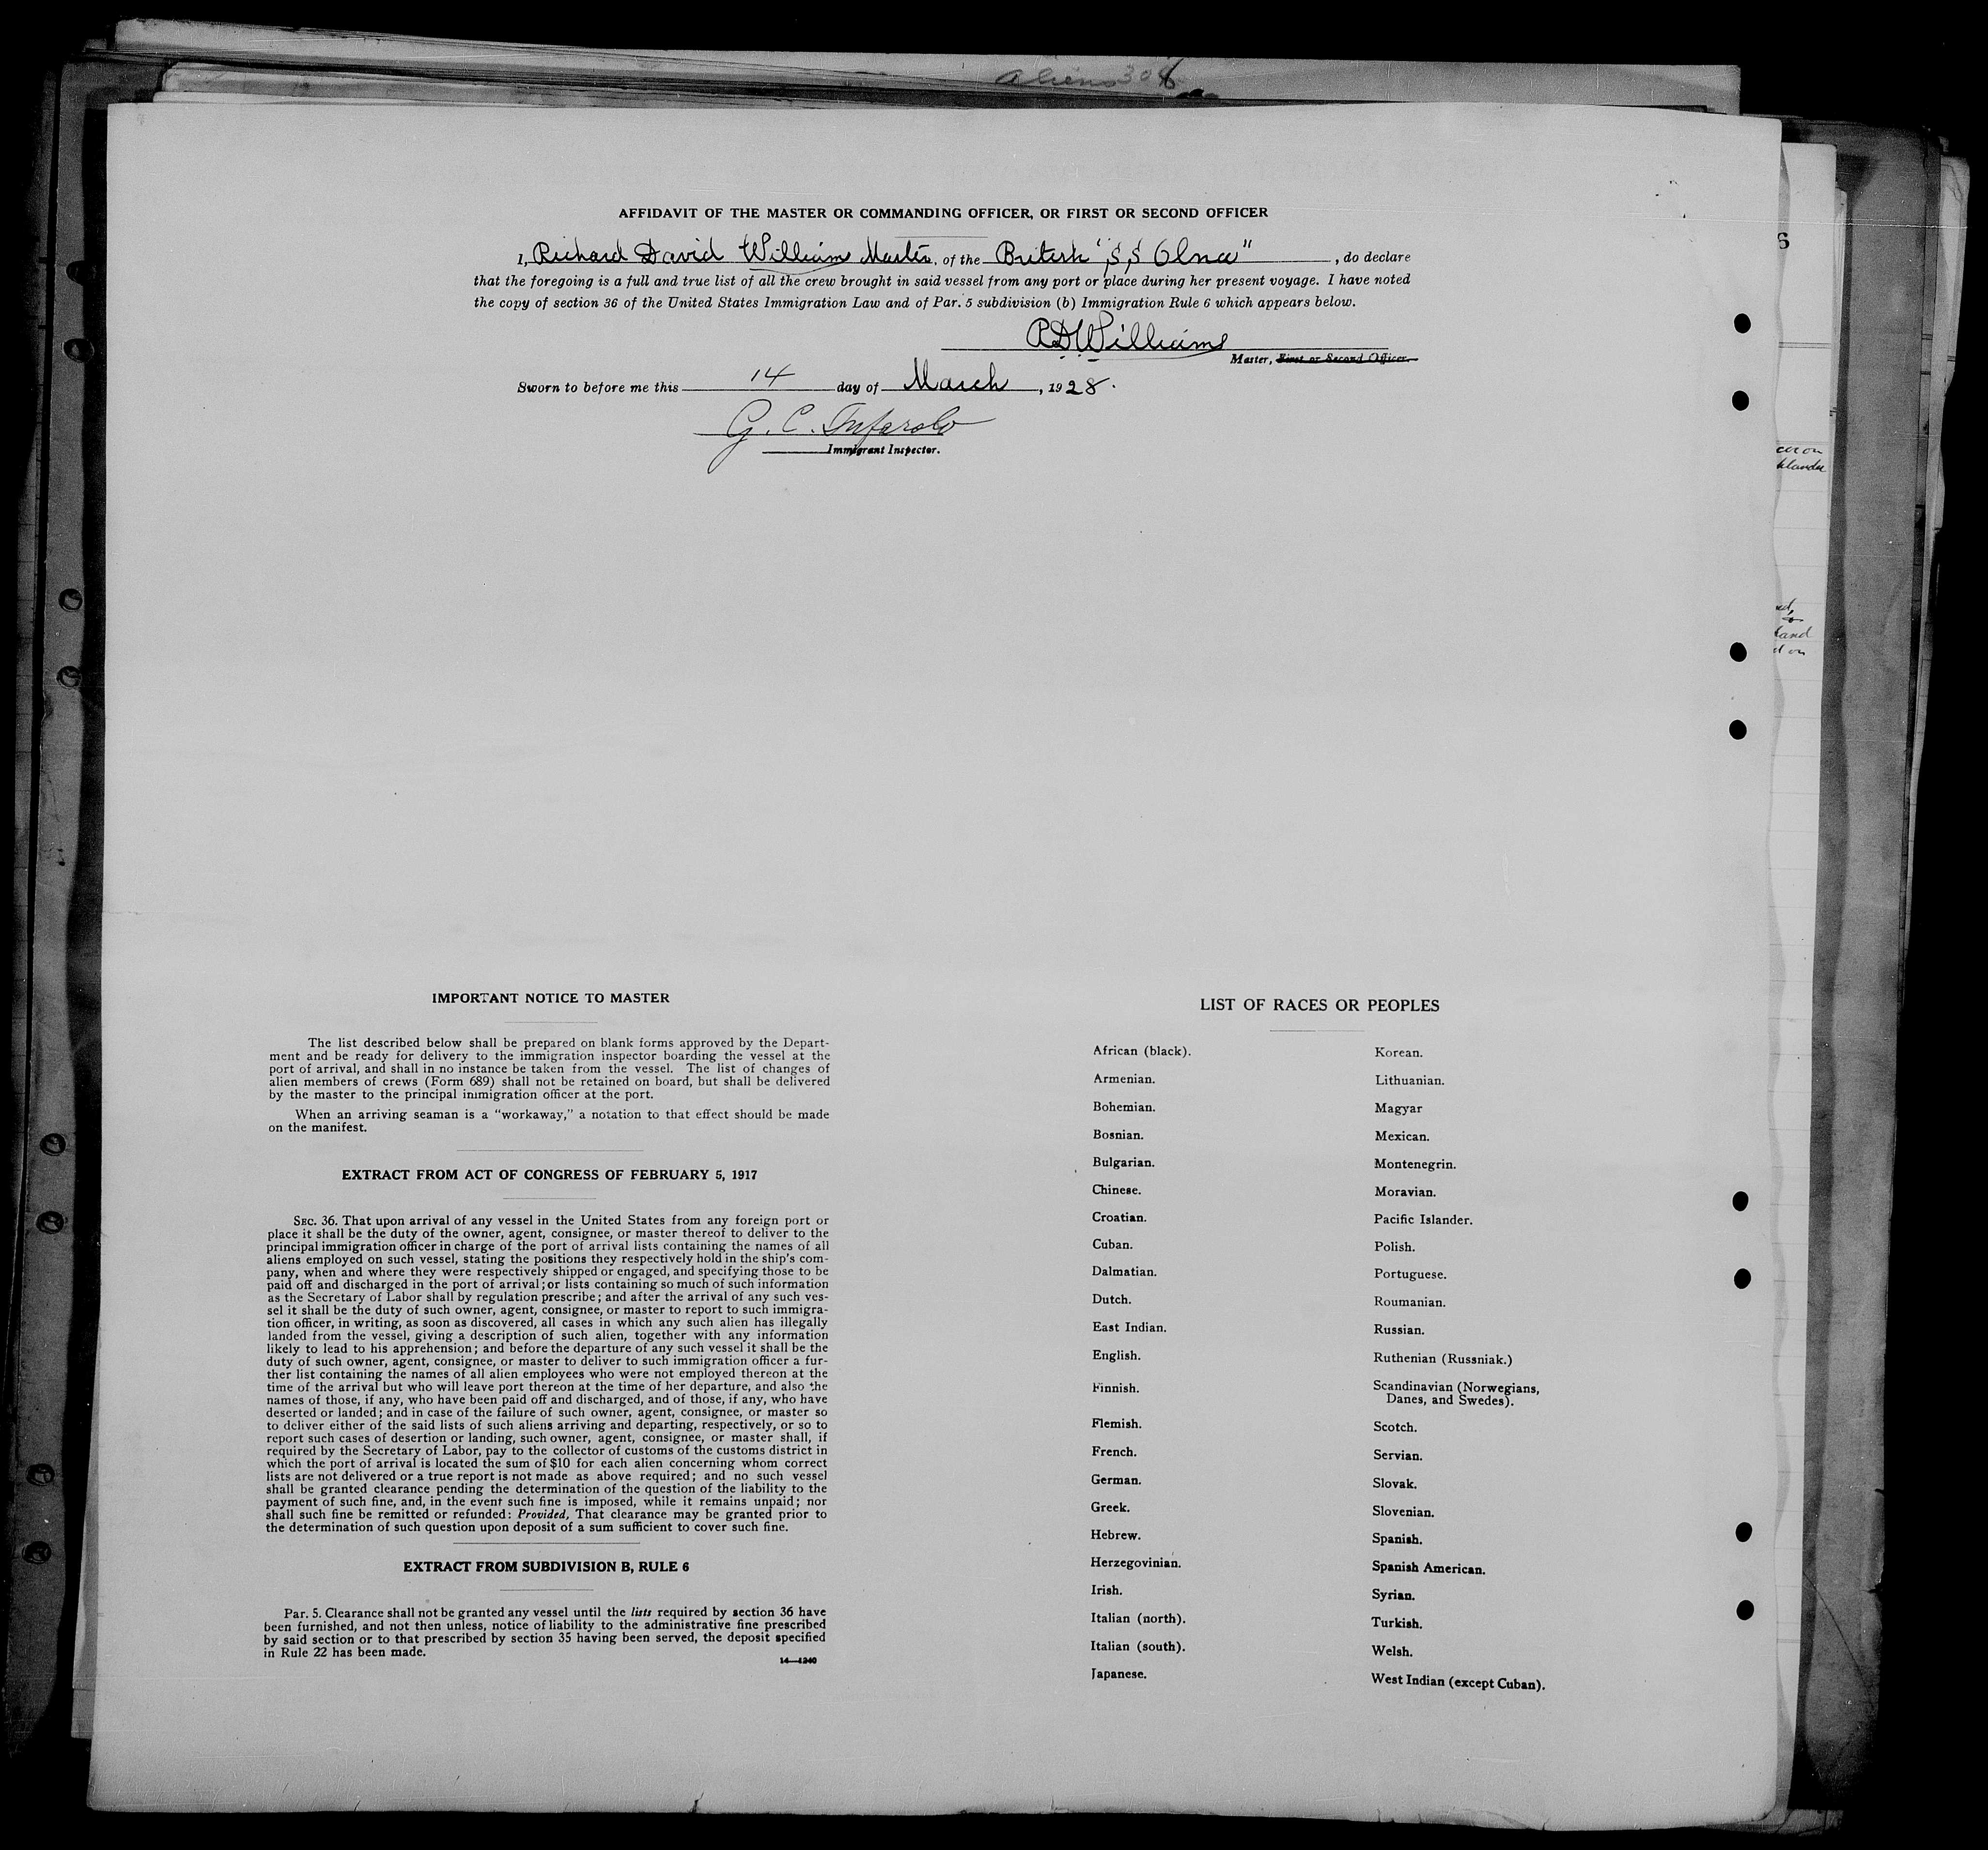 aliens 306
AFFIDAVIT OF THE MASTER OR COMMANDING OFFICER, OR FIRST OR SECOND OFFICER
I, Richard David Williams Master, of the British "S,S Olna", do declare
that the foregoing is a full and true list of all the crew brought in said vessel from any port or place during her present voyage. I have noted
the copy of section 36 of the United States Immigration Law and of Par. 5 subdivision (b) Immigration Rule 6 which appears below.
RDWilliams
Master, First or Second Officer.
Sworn to before me this 14 day of March, 1928.
G. C.
Immigrant Inspector.
6
land
IMPORTANT NOTICE TO MASTER
The list described below shall be prepared on blank forms approved by the Depart-
ment and be ready for delivery to the immigration inspector boarding the vessel at the
port of arrival, and shall in no instance be taken from the vessel. The list of changes of
alien members of crews (Form 689) shall not be retained on board, but shall be delivered
by the master to the principal immigration officer at the port.
When an arriving seaman is a "workaway," a notation to that effect should be made
on the manifest.
EXTRACT FROM ACT OF CONGRESS OF FEBRUARY 5, 1917
SEC. 36. That upon arrival of any vessel in the United States from any foreign port or
place it shall be the duty of the owner, agent, consignee, or master thereof to deliver to the
principal immigration officer in charge of the port of arrival lists containing the names of all
aliens employed on such vessel, stating the positions they respectively hold in the ship's com-
pany, when and where they were respectively shipped or engaged, and specifying those to be
paid off and discharged in the port of arrival; or lists containing so much of such information
as the Secretary of Labor shall by regulation prescribe; and after the arrival of any such ves-
sel it shall be the duty of such owner, agent, consignee, or master to report to such immigra-
tion officer, in writing, as soon as discovered, all cases in which any such alien has illegally
landed from the vessel, giving a description of such alien, together with any information
likely to lead to his apprehension; and before the departure of any such vessel it shall be the
duty of such owner, agent, consignee, or master to deliver to such immigration officer a fur-
ther list containing the names of all alien employees who were not employed thereon at the
time of the arrival but who will leave port thereon at the time of her departure, and also the
names of those, if any, who have been paid off and discharged, and of those, if any, who have
deserted or landed; and in case of the failure of such owner, agent, consignee, or master so
to deliver either of the said lists of such aliens arriving and departing, respectively, or so to
report such cases of desertion or landing, such owner, agent, consignee, or master shall, if
required by the Secretary of Labor, pay to the collector of customs of the customs district in
which the port of arrival is located the sum of $10 for each alien concerning whom correct
lists are not delivered or a true report is not made as above required; and no such vessel
shall be granted clearance pending the determination of the question of the liability to the
payment of such fine, and, in the event such fine is imposed, while it remains unpaid; nor
shall such fine be remitted or refunded: Provided, That clearance may be granted prior to
the determination of such question upon deposit of a sum sufficient to cover such fine.
EXTRACT FROM SUBDIVISION B, RULE 6
Par. 5. Clearance shall not be granted any vessel until the lists required by section 36 have
been furnished, and not then unless, notice of liability to the administrative fine prescribed
by said section or to that prescribed by section 35 having been served, the deposit specified
in Rule 22 has been made.
14—1240
LIST OF RACES OR PEOPLES
African (black).
Armenian.
Bohemian.
Bosnian.
Bulgarian.
Chinese.
Croatian.
Cuban.
Dalmatian.
Dutch.
East Indian.
English.
Finnish.
Flemish.
French.
German.
Greek.
Hebrew.
Herzegovinian.
Irish.
Italian (north).
Italian (south).
Japanese.
Korean.
Lithuanian.
Magyar
Mexican.
Montenegrin.
Moravian.
Pacific Islander.
Polish.
Portuguese.
Roumanian.
Russian.
Ruthenian (Russniak.)
Scandinavian (Norwegians,
Danes, and Swedes).
Scotch.
Servian.
Slovak.
Slovenian.
Spanish.
Spanish American.
Syrian.
Turkish.
Welsh.
West Indian (except Cuban).